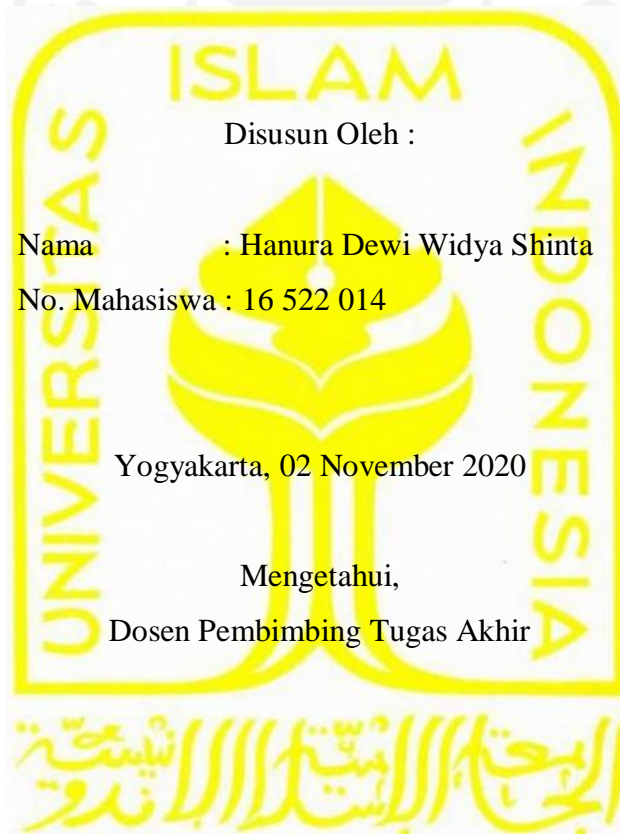 ISLAM
UNIVERSITAS
INDONESIA
Disusun Oleh :
Nama : Hanura Dewi Widya Shinta
No. Mahasiswa : 16 522 014
Yogyakarta, 02 November 2020
Mengetahui,
Dosen Pembimbing Tugas Akhir